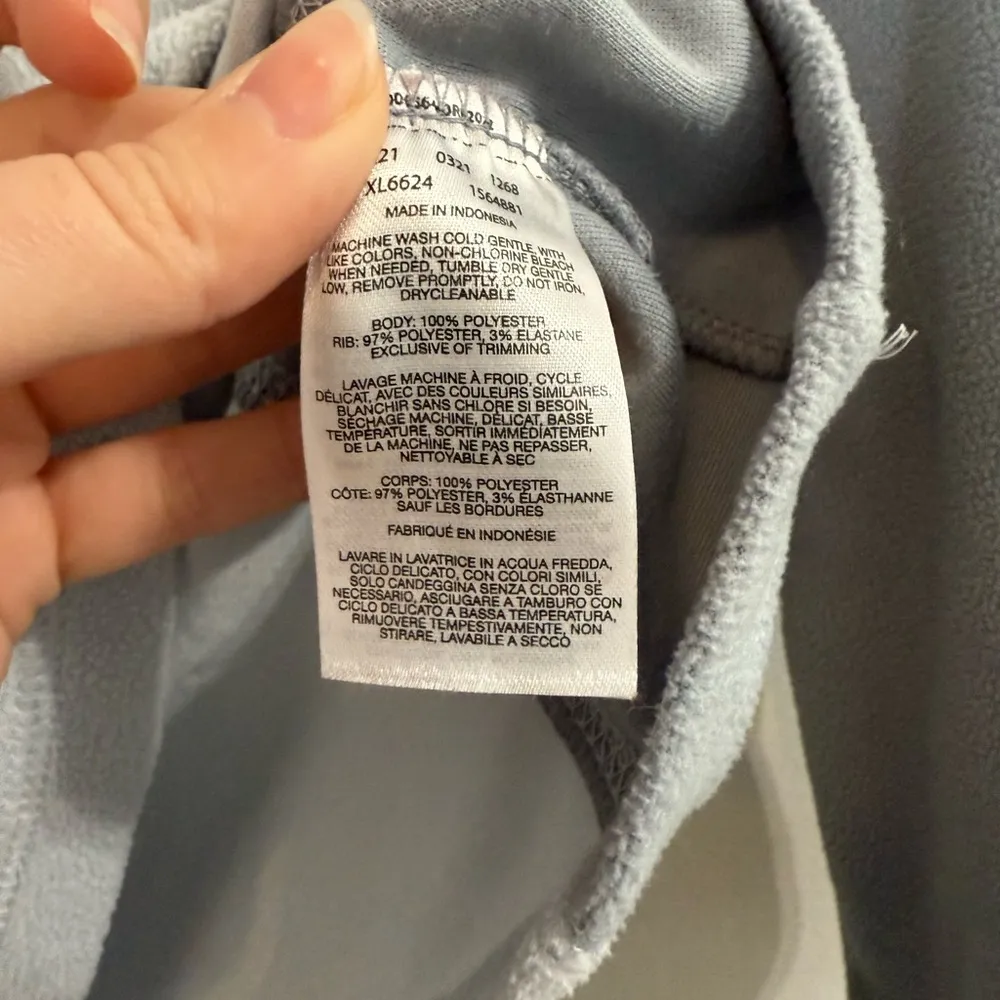 21 0321 1268
XL6624 1564881
MADE IN INDONESIA
MACHINE WASH COLD GENTLE, WITH
LIKE COLORS, NON-CHLORINE BLEACH
WHEN NEEDED, TUMBLE DRY GENTLE
LOW, REMOVE PROMPTLY, DO NOT IRON,
DRYCLEANABLE
BODY: 100% POLYESTER
RIB: 97% POLYESTER, 3% ELASTANE
EXCLUSIVE OF TRIMMING
LAVAGE MACHINE À FROID, CYCLE
DÉLICAT, AVEC DES COULEURS SIMILAIRES,
BLANCHIR SANS CHLORE SI BESOIN,
SÉCHAGE MACHINE, DÉLICAT, BASSE
TEMPÉRATURE, SORTIR IMMÉDIATEMENT
DE LA MACHINE, NE PAS REPASSER,
NETTOYABLE À SEC
CORPS: 100% POLYESTER
CÔTE: 97% POLYESTER, 3% ÉLASTHANNE
SAUF LES BORDURES
FABRIQUÉ EN INDONÉSIE
LAVARE IN LAVATRICE IN ACQUA FREDDA,
CICLO DELICATO, CON COLORI SIMILI,
SOLO CANDEGGINA SENZA CLORO SE
NECESSARIO, ASCIUGARE A TAMBURO CON
CICLO DELICATO A BASSA TEMPERATURA,
RIMUOVERE TEMPESTIVAMENTE, NON
STIRARE, LAVABILE A SECCO